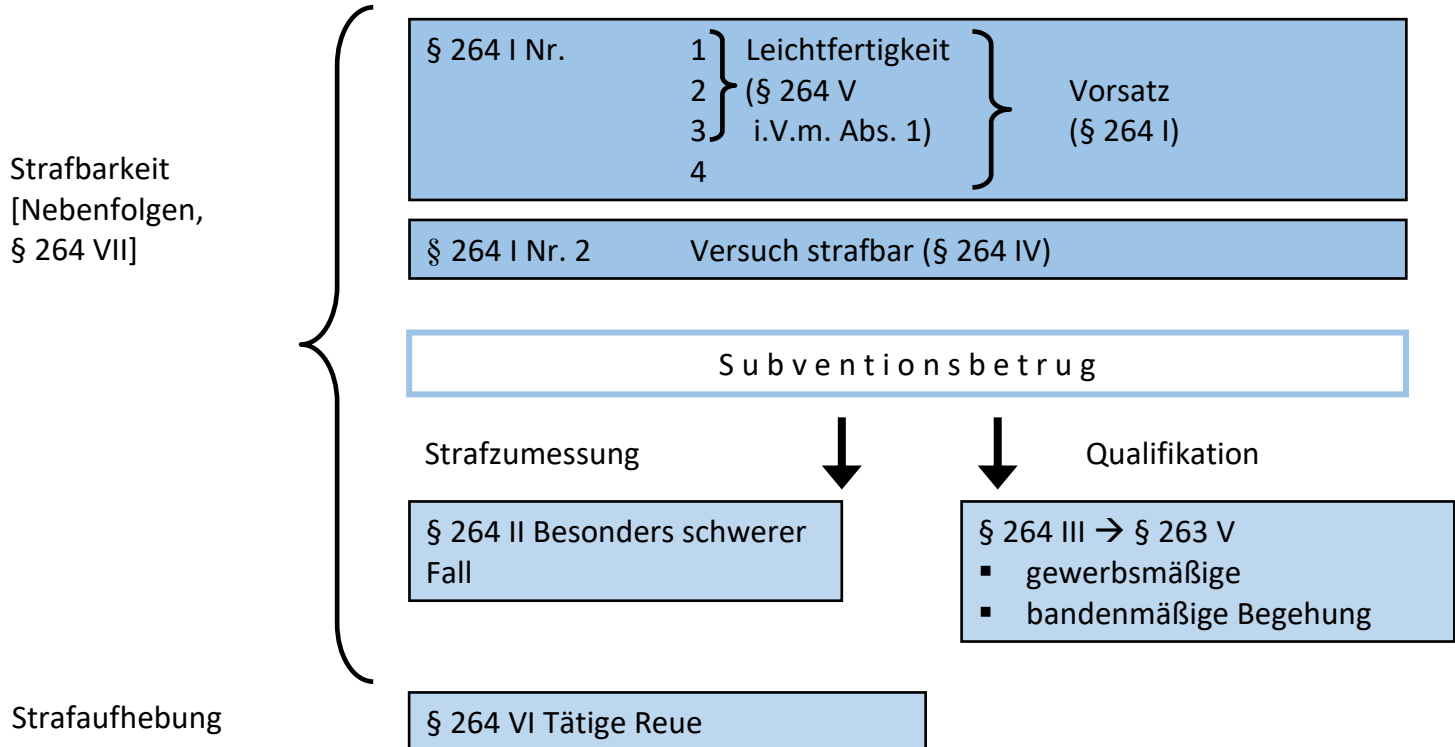 § 264 I Nr. 1 Leichtfertigkeit
2 (§ 264 V Vorsatz
3 i.V.m. Abs. 1) (§ 264 I)
4
Strafbarkeit
[Nebenfolgen,
§ 264 VII]
§ 264 I Nr. 2 Versuch strafbar (§ 264 IV)
Subventionsbetrug
Strafzumessung Qualifikation
§ 264 II Besonders schwerer
Fall
§ 264 III → § 263 V
▪ gewerbsmäßige
▪ bandenmäßige Begehung
Strafaufhebung § 264 VI Tätige Reue